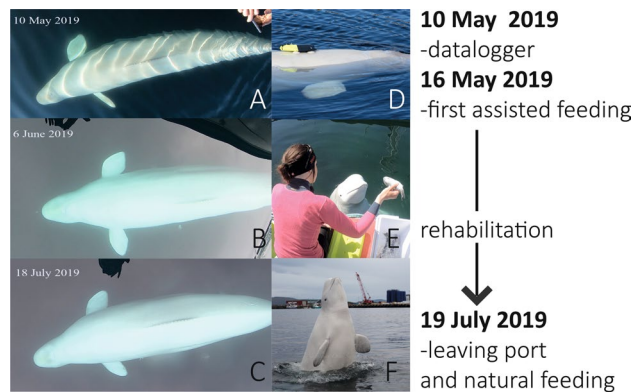 10 May 2019
A
D
6 June 2019
B
E
18 July 2019
C
F
10 May 2019
-datalogger
16 May 2019
-first assisted feeding
rehabilitation
19 July 2019
-leaving port
and natural feeding